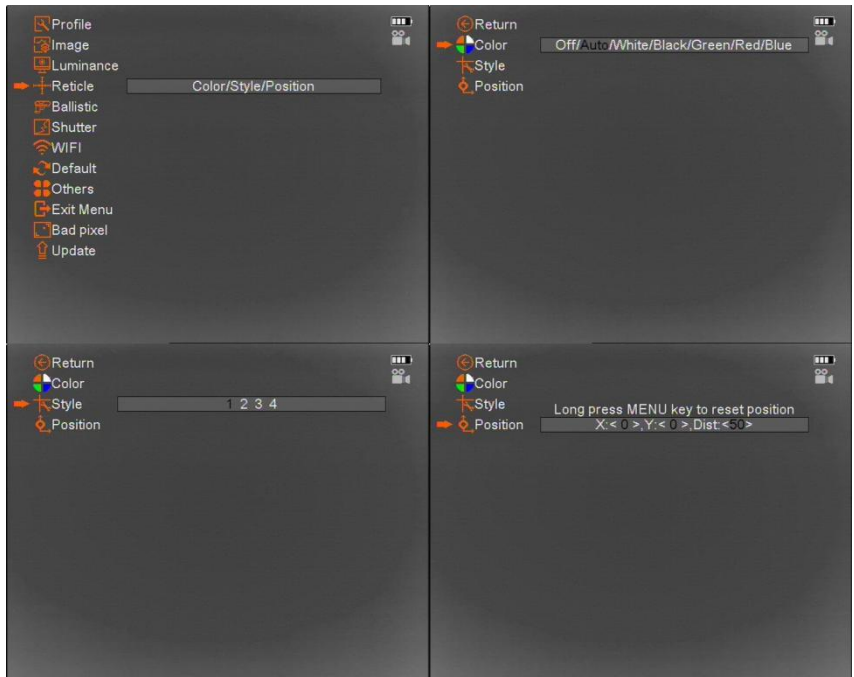 Profile
Image
Luminance
Reticle Color/Style/Position
Ballistic
Shutter
WIFI
Default
Others
Exit Menu
Bad pixel
Update
Return
Color Off/Auto/White/Black/Green/Red/Blue
Style
Position
Return
Color
Style 1 2 3 4
Position
Return
Color
Style
Long press MENU key to reset position
Position X:< 0 >,Y:< 0 >,Dist:<50>